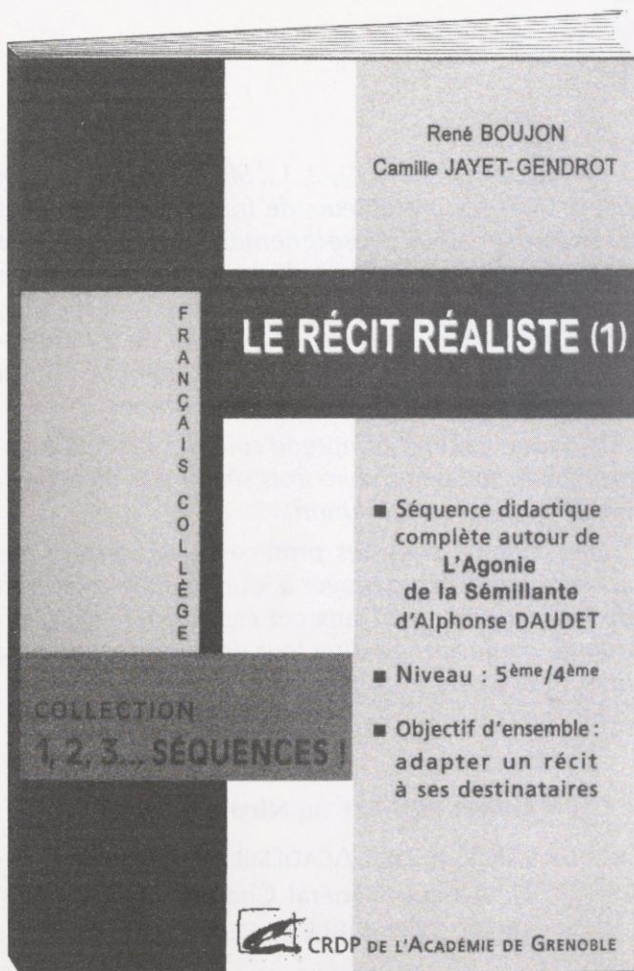 René BOUJON
Camille JAYET-GENDROT
LE RÉCIT RÉALISTE (1)
FRANÇAIS COLLÈGE
■ Séquence didactique
complète autour de
L'Agonie
de la Sémillante
d'Alphonse DAUDET
■ Niveau : 5ème/4ème
■ Objectif d'ensemble :
adapter un récit
à ses destinataires
COLLECTION
1, 2, 3... SÉQUENCES !
CRDP DE L'ACADÉMIE DE GRENOBLE